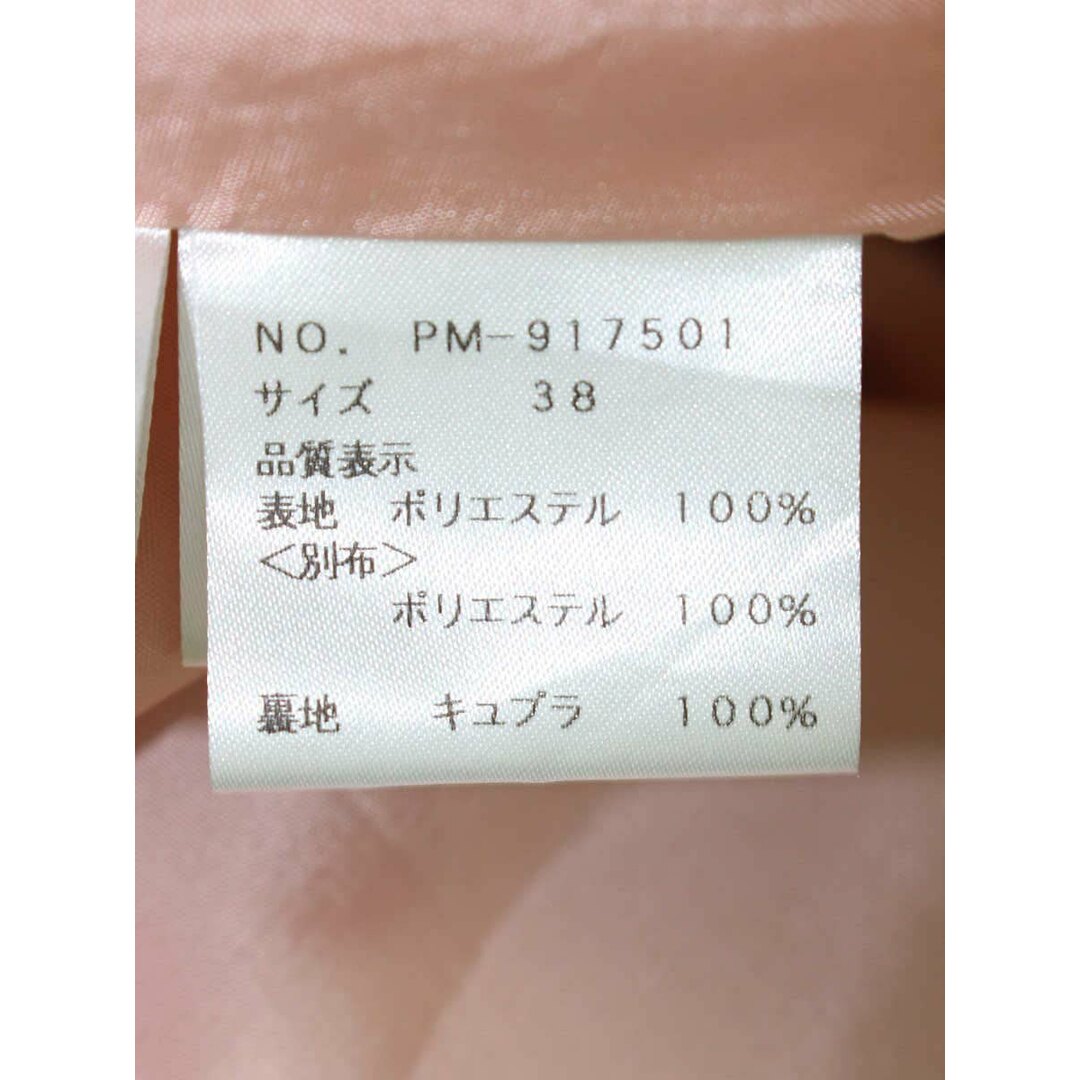 NO. PM-917501
サイズ 38
品質表示
表地 ポリエステル 100%
<別布>
ポリエステル 100%
裏地 キュプラ 100%